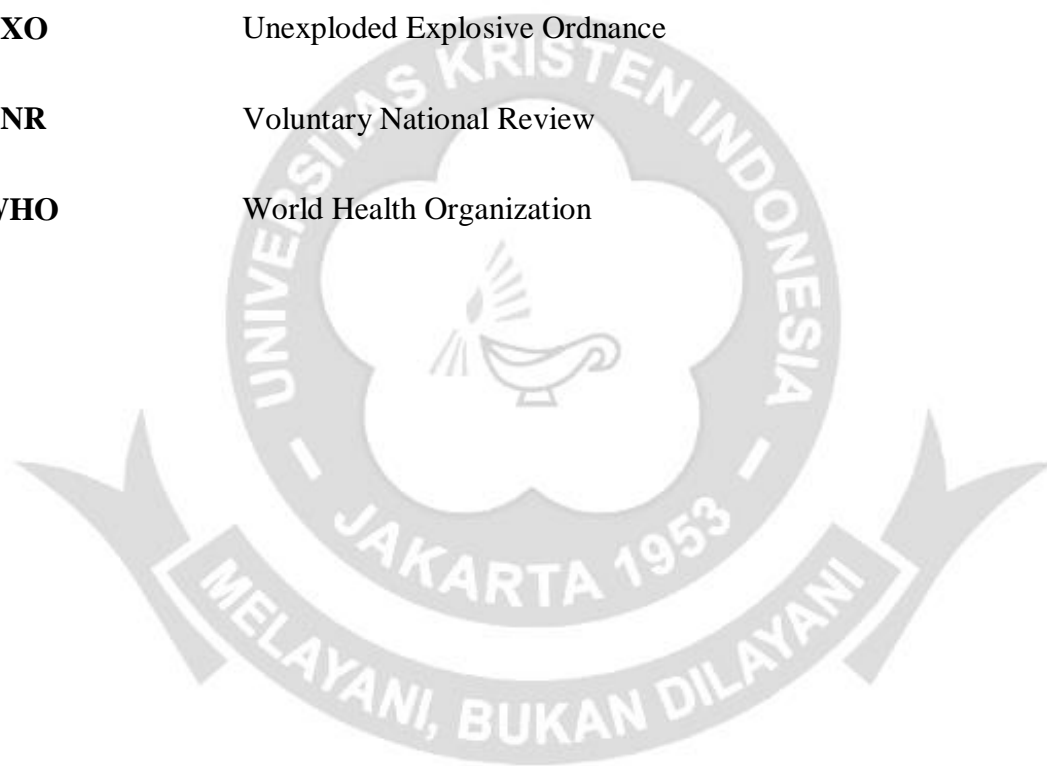 XO Unexploded Explosive Ordnance
NR Voluntary National Review
WHO World Health Organization
UNIVERSITAS KRISTEN INDONESIA
- JAKARTA 1953 -
MELAYANI, BUKAN DILAYANI